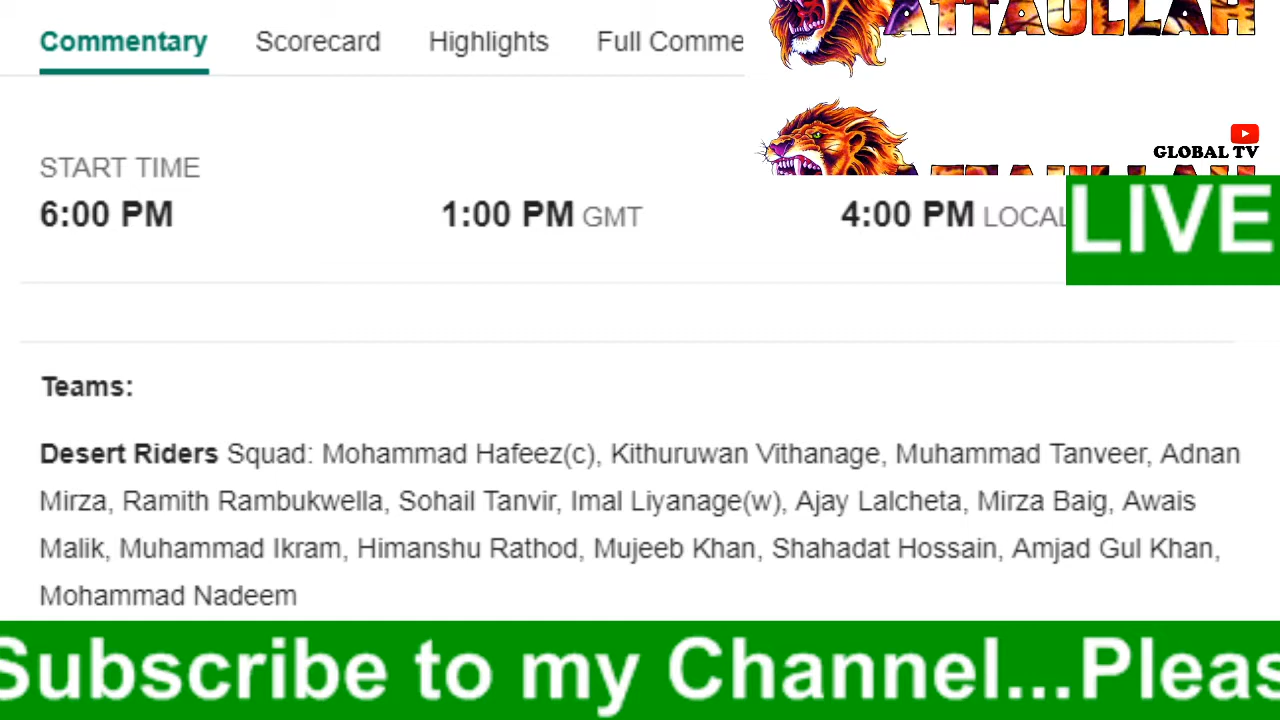 Commentary Scorecard Highlights Full Comme
ATTAULLAH
GLOBAL TV
START TIME
6:00 PM 1:00 PM GMT 4:00 PM LOCAL
LIVE
Teams:
Desert Riders Squad: Mohammad Hafeez(c), Kithuruwan Vithanage, Muhammad Tanveer, Adnan
Mirza, Ramith Rambukwella, Sohail Tanvir, Imal Liyanage(w), Ajay Lalcheta, Mirza Baig, Awais
Malik, Muhammad Ikram, Himanshu Rathod, Mujeeb Khan, Shahadat Hossain, Amjad Gul Khan,
Mohammad Nadeem
Subscribe to my Channel...Pleas